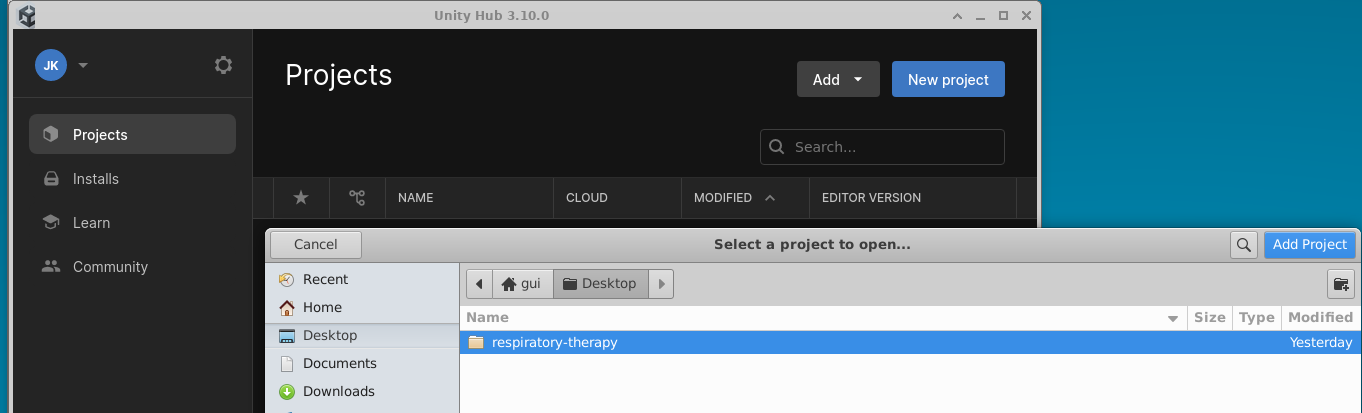 Unity Hub 3.10.0
JK
Projects
Add
New project
Projects
Search...
Installs
NAME
CLOUD
MODIFIED
EDITOR VERSION
Learn
Community
Cancel
Select a project to open...
Add Project
Recent
Home
Desktop
Documents
Downloads
gui
Desktop
Name
Size
Type
Modified
respiratory-therapy
Yesterday